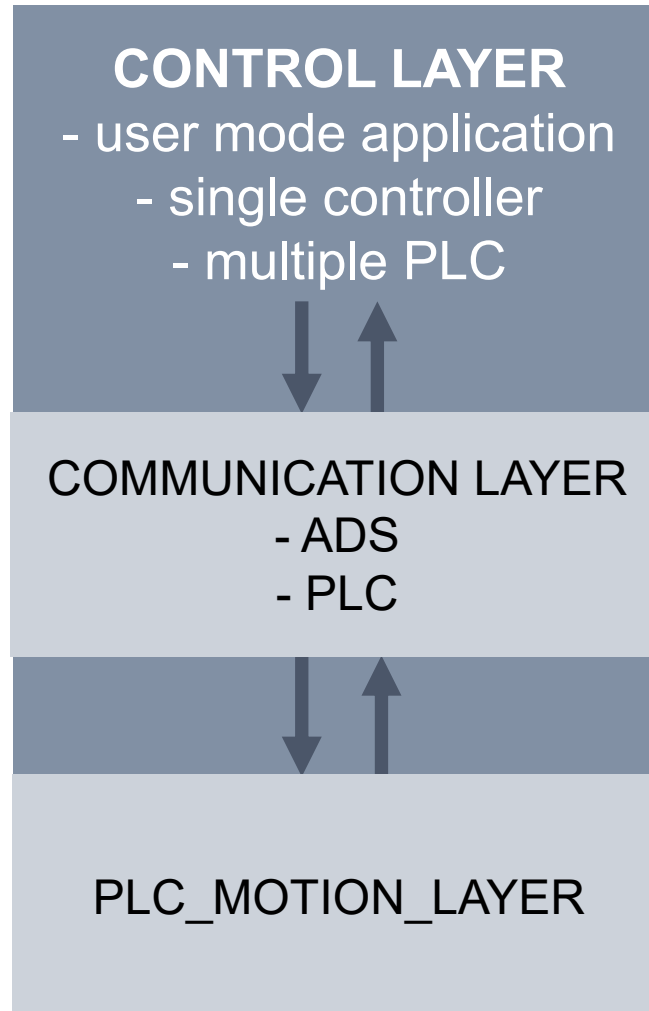 CONTROL LAYER
- user mode application
- single controller
- multiple PLC
COMMUNICATION LAYER
- ADS
- PLC
PLC_MOTION_LAYER